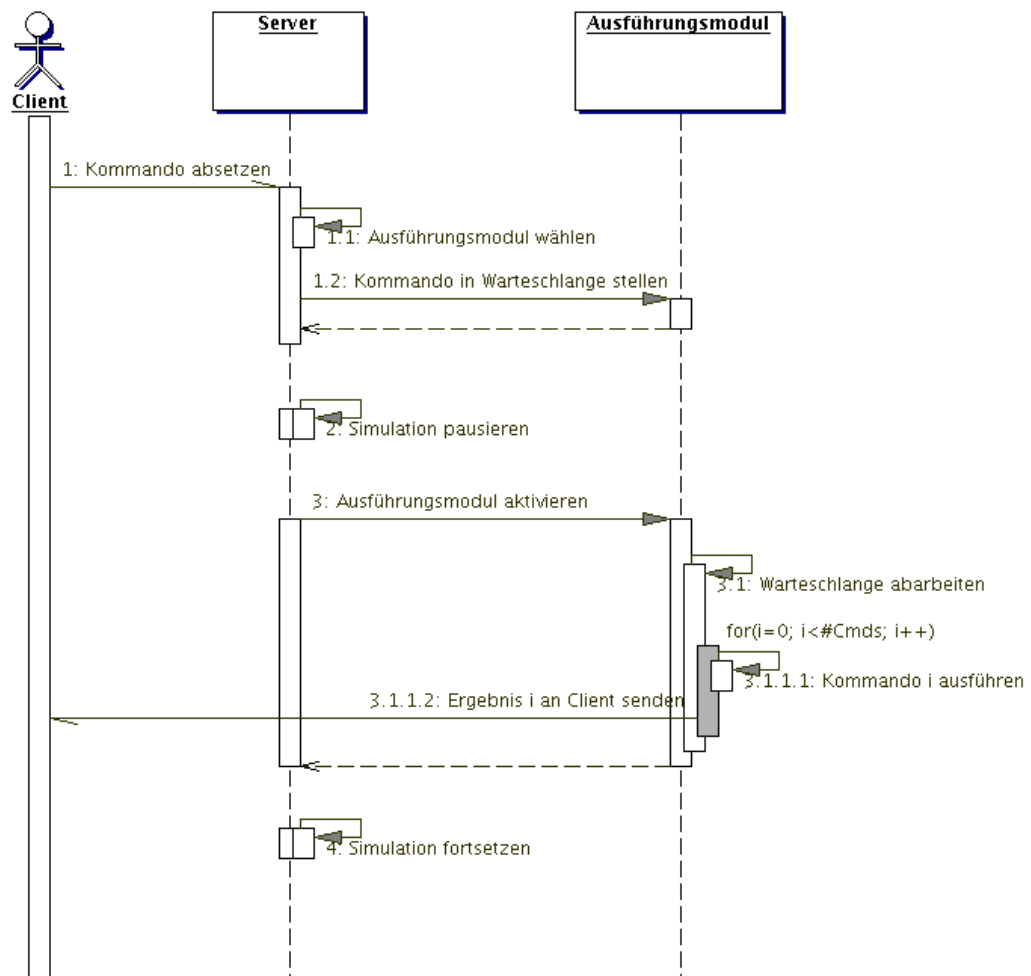 Server
Ausführungsmodul
Client
1: Kommando absetzen
1.1: Ausführungsmodul wählen
1.2: Kommando in Warteschlange stellen
2: Simulation pausieren
3: Ausführungsmodul aktivieren
3.1: Warteschlange abarbeiten
for(i=0; i<#Cmds; i++)
3.1.1.1: Kommando i ausführen
3.1.1.2: Ergebnis i an Client senden
4: Simulation fortsetzen